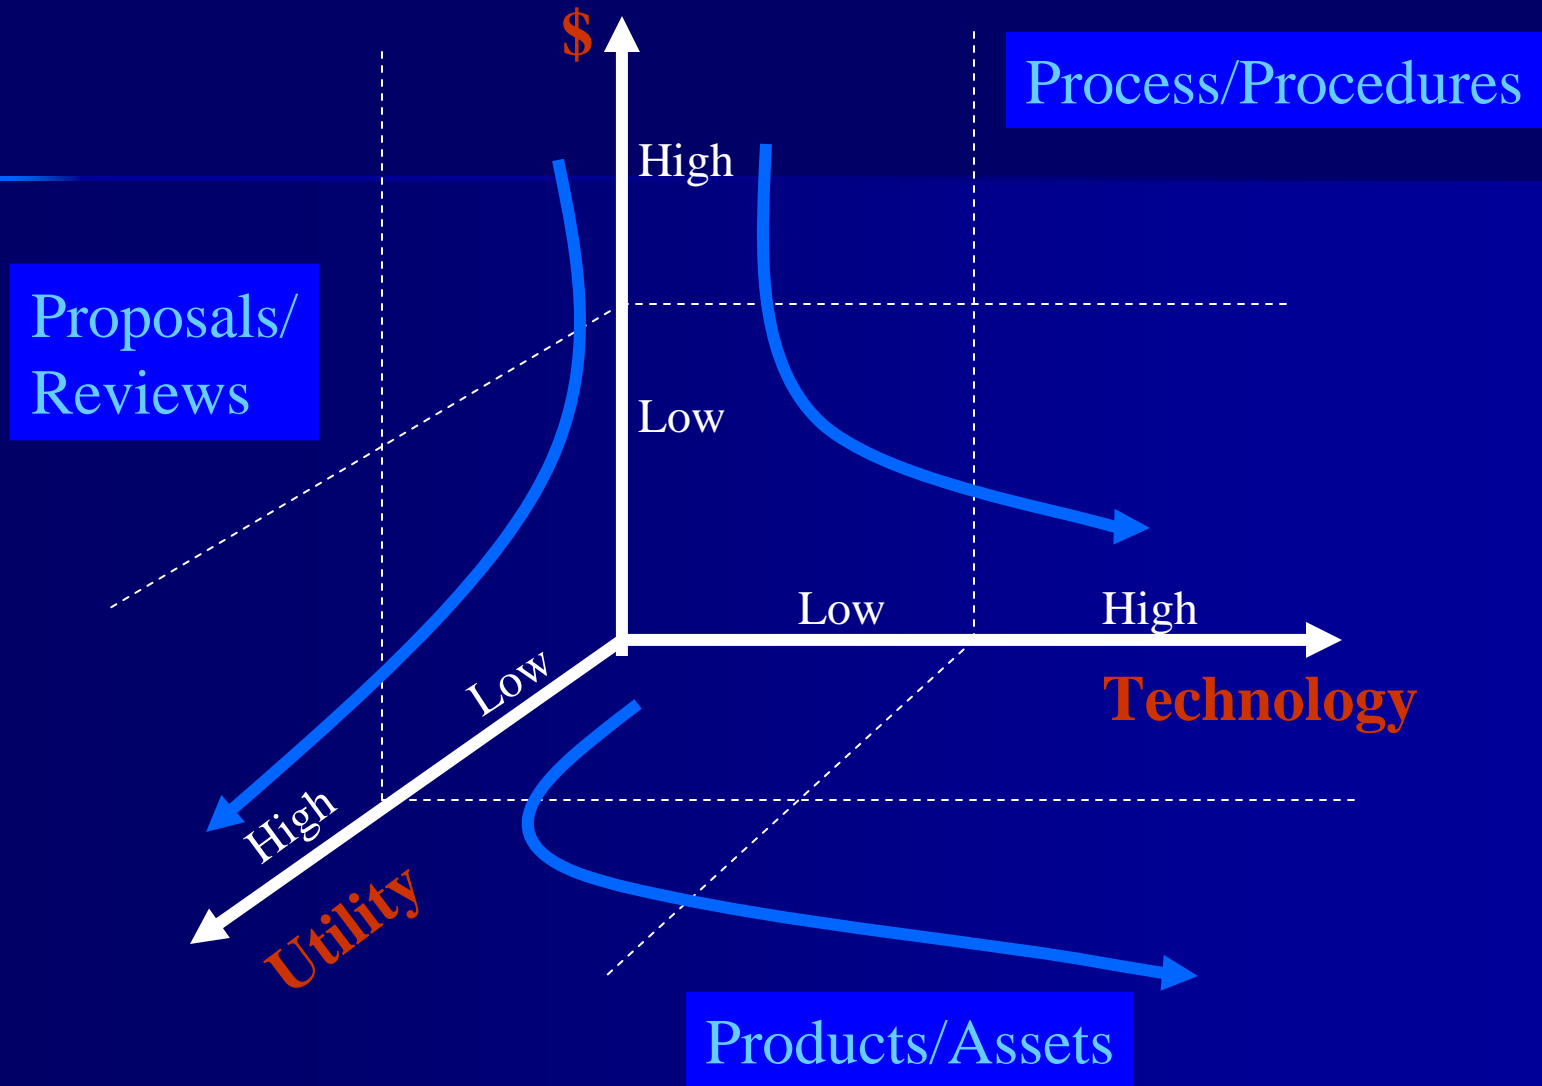 $
Process/Procedures
High
Proposals/
Reviews
Low
Low
High
Low
Technology
High
Utility
Products/Assets